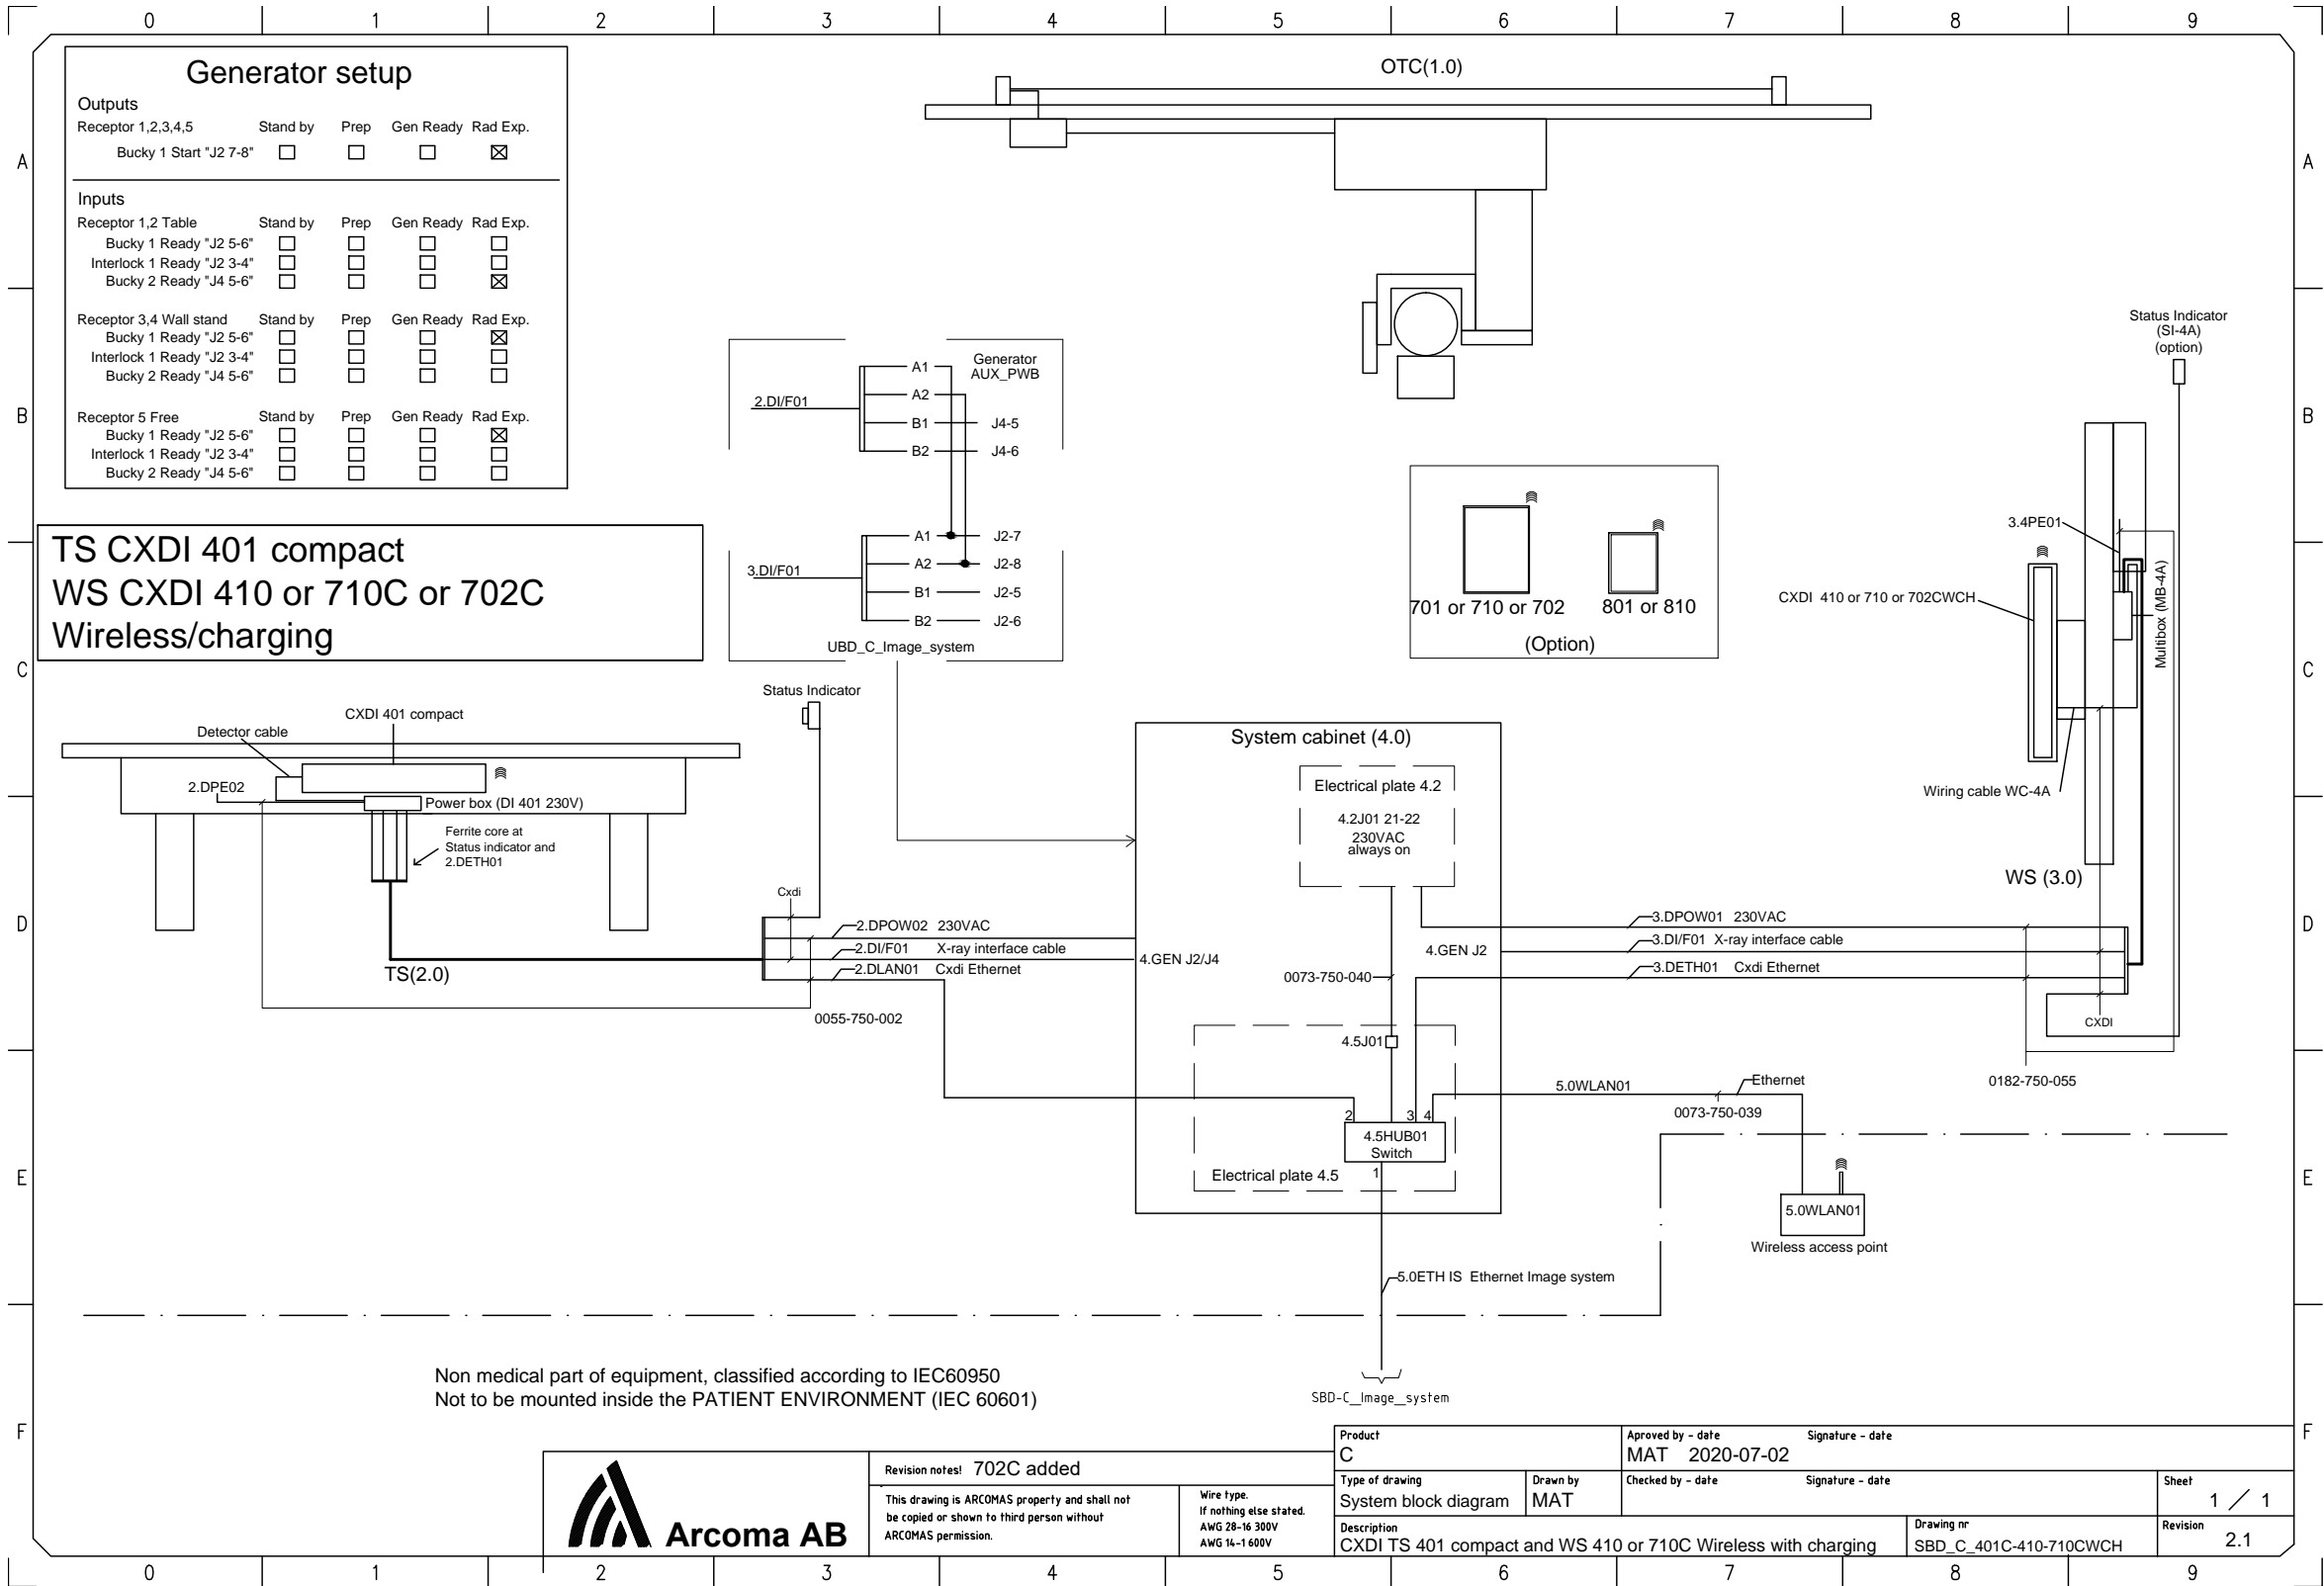 0 1 2 3 4 5 6 7 8 9
Generator setup
Outputs
Receptor 1,2,3,4,5 Stand by Prep Gen Ready Rad Exp.
Bucky 1 Start "J2 7-8"
Inputs
Receptor 1,2 Table Stand by Prep Gen Ready Rad Exp.
Bucky 1 Ready "J2 5-6"
Interlock 1 Ready "J2 3-4"
Bucky 2 Ready "J4 5-6"
Receptor 3,4 Wall stand Stand by Prep Gen Ready Rad Exp.
Bucky 1 Ready "J2 5-6"
Interlock 1 Ready "J2 3-4"
Bucky 2 Ready "J4 5-6"
Receptor 5 Free Stand by Prep Gen Ready Rad Exp.
Bucky 1 Ready "J2 5-6"
Interlock 1 Ready "J2 3-4"
Bucky 2 Ready "J4 5-6"
A A
B B
C C
D D
E E
F F
OTC(1.0)
TS CXDI 401 compact
WS CXDI 410 or 710C or 702C
Wireless/charging
Generator
AUX_PWB
2.DI/F01
A1
A2
B1 J4-5
B2 J4-6
3.DI/F01
A1 J2-7
A2 J2-8
B1 J2-5
B2 J2-6
UBD_C_Image_system
701 or 710 or 702
801 or 810
(Option)
Status Indicator
(SI-4A)
(option)
3.4PE01
CXDI 410 or 710 or 702CWCH
Multibox (MB-4A)
Wiring cable WC-4A
WS (3.0)
Status Indicator
CXDI 401 compact
Detector cable
2.DPE02
Power box (DI 401 230V)
Ferrite core at
Status indicator and
2.DETH01
TS(2.0)
Cxdi
2.DPOW02 230VAC
2.DI/F01 X-ray interface cable
2.DLAN01 Cxdi Ethernet
0055-750-002
4.GEN J2/J4
System cabinet (4.0)
Electrical plate 4.2
4.2J01 21-22
230VAC
always on
4.GEN J2
0073-750-040
4.5J01
2 3 4
4.5HUB01
Switch
1
Electrical plate 4.5
3.DPOW01 230VAC
3.DI/F01 X-ray interface cable
3.DETH01 Cxdi Ethernet
CXDI
0182-750-055
5.0WLAN01
Ethernet
0073-750-039
5.0WLAN01
Wireless access point
5.0ETH IS Ethernet Image system
SBD-C_Image_system
Non medical part of equipment, classified according to IEC60950
Not to be mounted inside the PATIENT ENVIRONMENT (IEC 60601)
Arcoma AB
Revision notes! 702C added
This drawing is ARCOMAS property and shall not
be copied or shown to third person without
ARCOMAS permission.
Wire type.
If nothing else stated.
AWG 28-16 300V
AWG 14-1 600V
Product
C
Aproved by - date Signature - date
MAT 2020-07-02
Type of drawing
System block diagram
Drawn by
MAT
Checked by - date Signature - date
Sheet
1 / 1
Description
CXDI TS 401 compact and WS 410 or 710C Wireless with charging
Drawing nr
SBD_C_401C-410-710CWCH
Revision
2.1
0 1 2 3 4 5 6 7 8 9